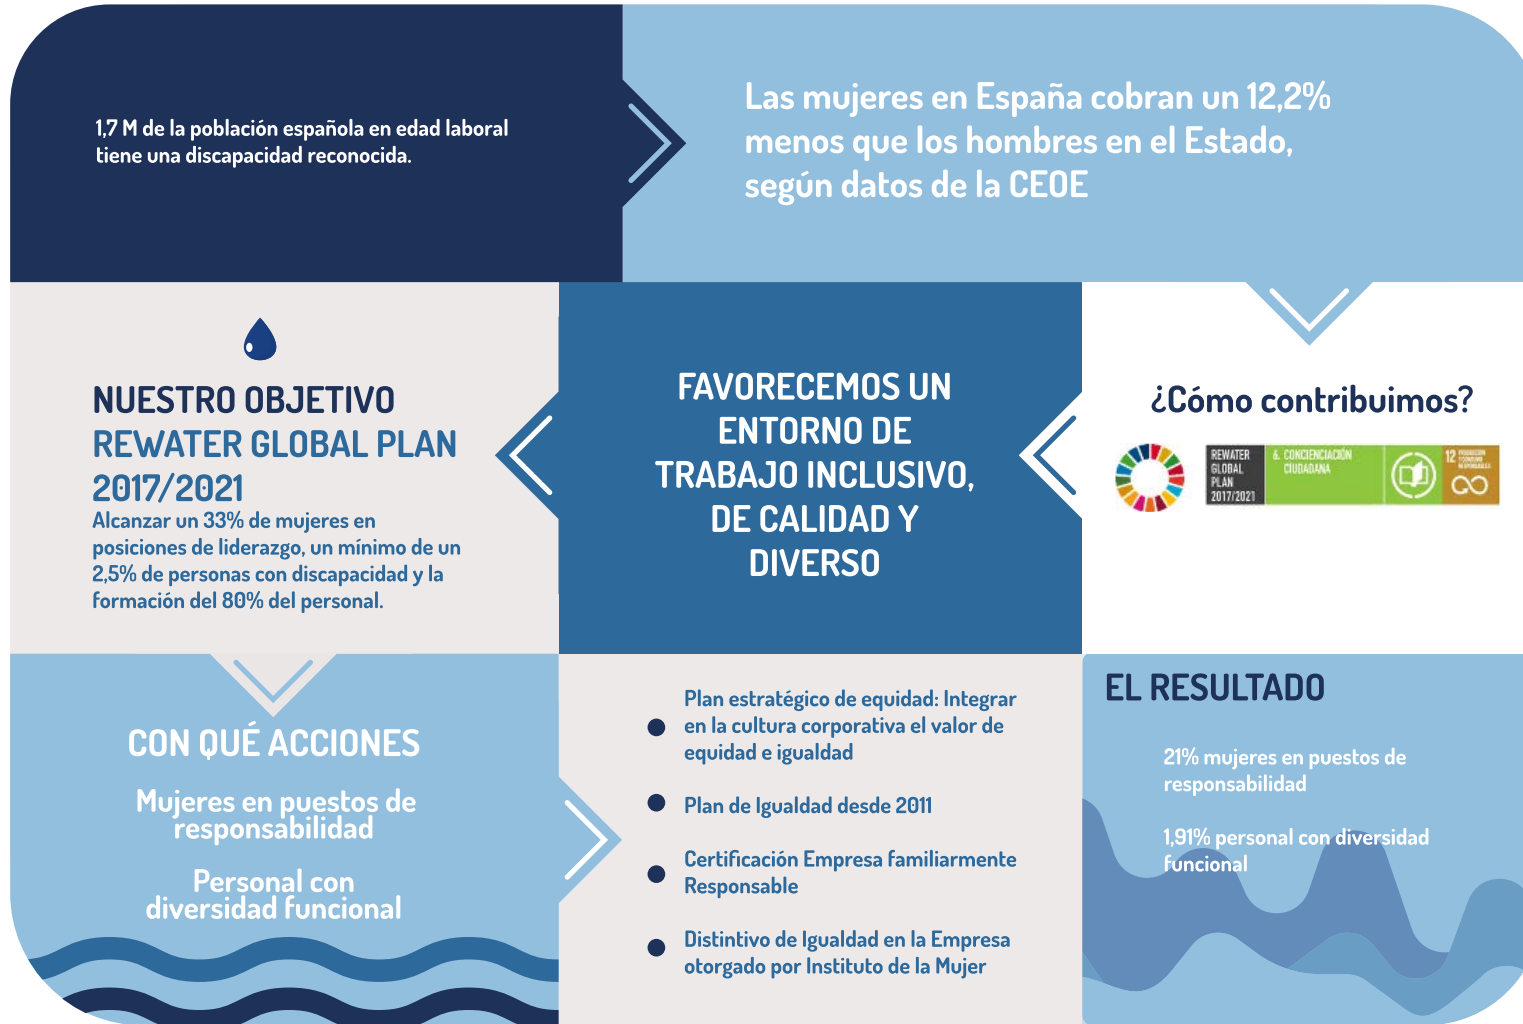 1,7 M de la población española en edad laboral
tiene una discapacidad reconocida.
Las mujeres en España cobran un 12,2%
menos que los hombres en el Estado,
según datos de la CEOE
NUESTRO OBJETIVO
REWATER GLOBAL PLAN
2017/2021
Alcanzar un 33% de mujeres en
posiciones de liderazgo, un mínimo de un
2,5% de personas con discapacidad y la
formación del 80% del personal.
FAVORECEMOS UN
ENTORNO DE
TRABAJO INCLUSIVO,
DE CALIDAD Y
DIVERSO
¿Cómo contribuimos?
REWATER
GLOBAL
PLAN
2017/2021
6. CONCIENCIACIÓN
CIUDADANA
12 PRODUCCIÓN
Y CONSUMO
RESPONSABLES
CON QUÉ ACCIONES
Mujeres en puestos de
responsabilidad
Personal con
diversidad funcional
Plan estratégico de equidad: Integrar
en la cultura corporativa el valor de
equidad e igualdad
Plan de Igualdad desde 2011
Certificación Empresa familiarmente
Responsable
Distintivo de Igualdad en la Empresa
otorgado por Instituto de la Mujer
EL RESULTADO
21% mujeres en puestos de
responsabilidad
1,91% personal con diversidad
funcional